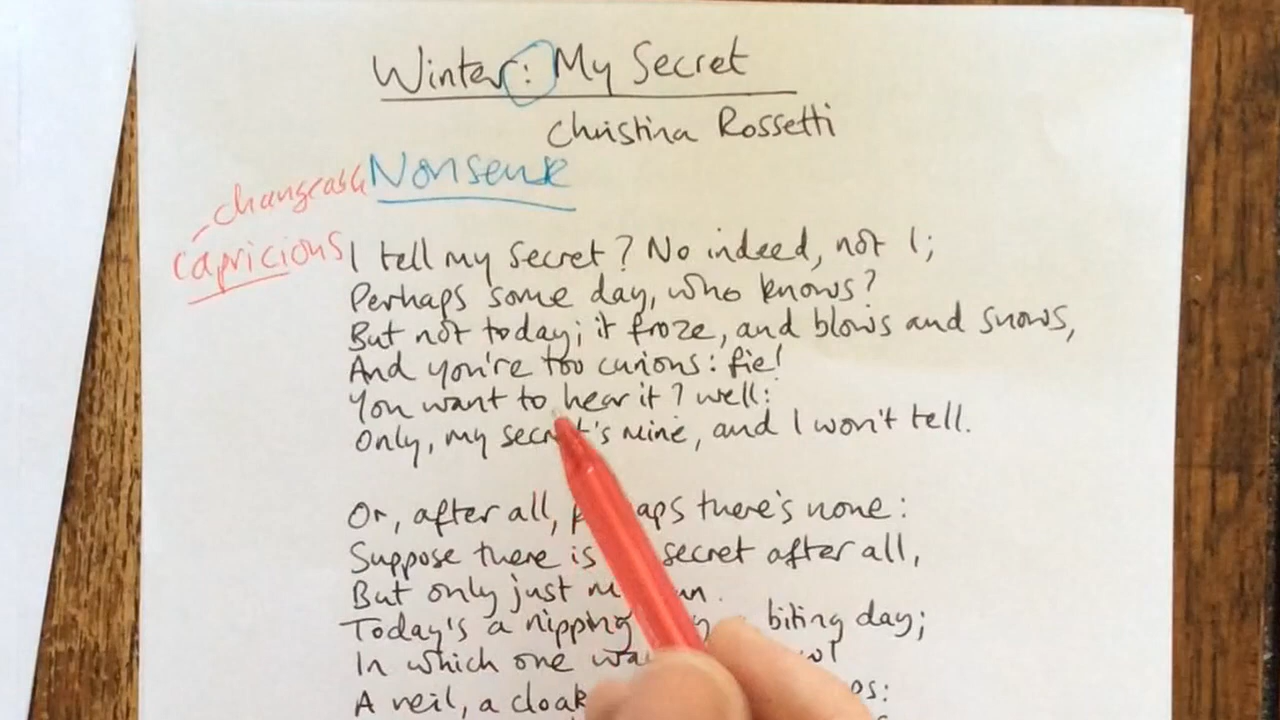 Winter: My Secret
Christina Rossetti
changeable Nonsense
capricious I tell my secret? No indeed, not I;
Perhaps some day, who knows?
But not today; it froze, and blows and snows,
And you're too curious: fie!
You want to hear it? well:
Only, my secret's mine, and I won't tell.
Or, after all, there's none:
Suppose there is secret after all,
But only just
Today's a nipping biting day;
In which one
A veil, a cloak